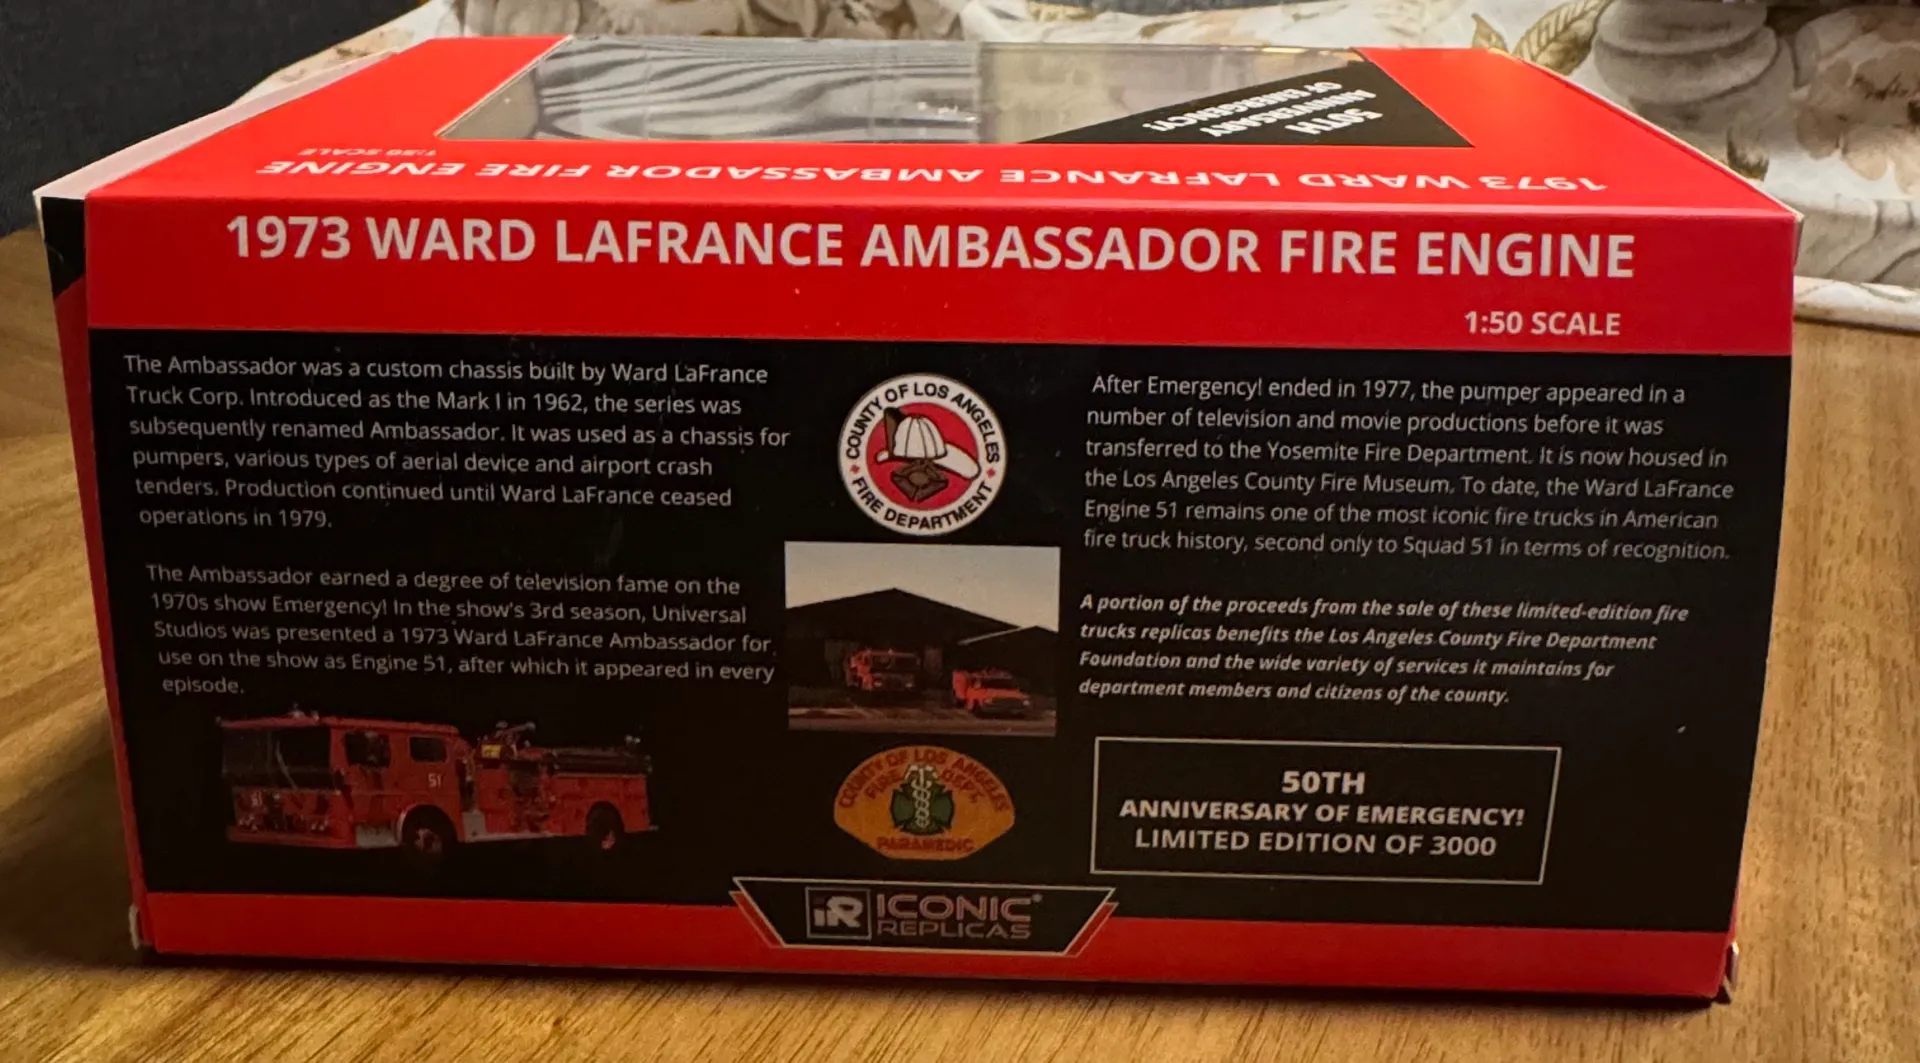 50TH
ANNIVERSARY
OF EMERGENCY!
1973 WARD LAFRANCE AMBASSADOR FIRE ENGINE
1:50 SCALE
1973 WARD LAFRANCE AMBASSADOR FIRE ENGINE
1:50 SCALE
The Ambassador was a custom chassis built by Ward LaFrance
Truck Corp. Introduced as the Mark I in 1962, the series was
subsequently renamed Ambassador. It was used as a chassis for
pumpers, various types of aerial device and airport crash
tenders. Production continued until Ward LaFrance ceased
operations in 1979.
The Ambassador earned a degree of television fame on the
1970s show Emergency! In the show's 3rd season, Universal
Studios was presented a 1973 Ward LaFrance Ambassador for
use on the show as Engine 51, after which it appeared in every
episode.
51
51
COUNTY OF LOS ANGELES
FIRE DEPARTMENT
COUNTY OF LOS ANGELES
FIRE DEPT.
PARAMEDIC
After Emergency! ended in 1977, the pumper appeared in a
number of television and movie productions before it was
transferred to the Yosemite Fire Department. It is now housed in
the Los Angeles County Fire Museum. To date, the Ward LaFrance
Engine 51 remains one of the most iconic fire trucks in American
fire truck history, second only to Squad 51 in terms of recognition.
A portion of the proceeds from the sale of these limited-edition fire
trucks replicas benefits the Los Angeles County Fire Department
Foundation and the wide variety of services it maintains for
department members and citizens of the county.
50TH
ANNIVERSARY OF EMERGENCY!
LIMITED EDITION OF 3000
iR ICONIC®
REPLICAS